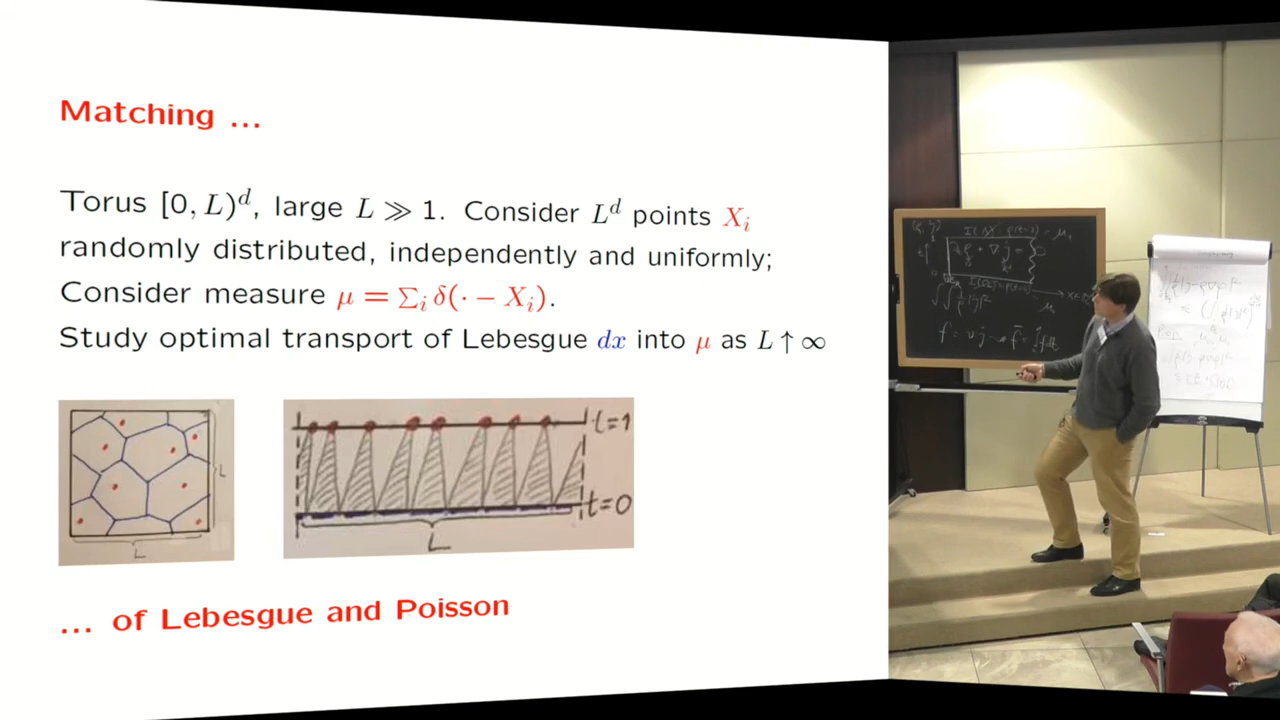 Matching ...
Torus [0, L)^d, large L ≫ 1. Consider L^d points X_i
randomly distributed, independently and uniformly;
Consider measure μ = Σ_i δ(· − X_i).
Study optimal transport of Lebesgue dx into μ as L ↑ ∞
L
L
t=1
t=0
L
... of Lebesgue and Poisson